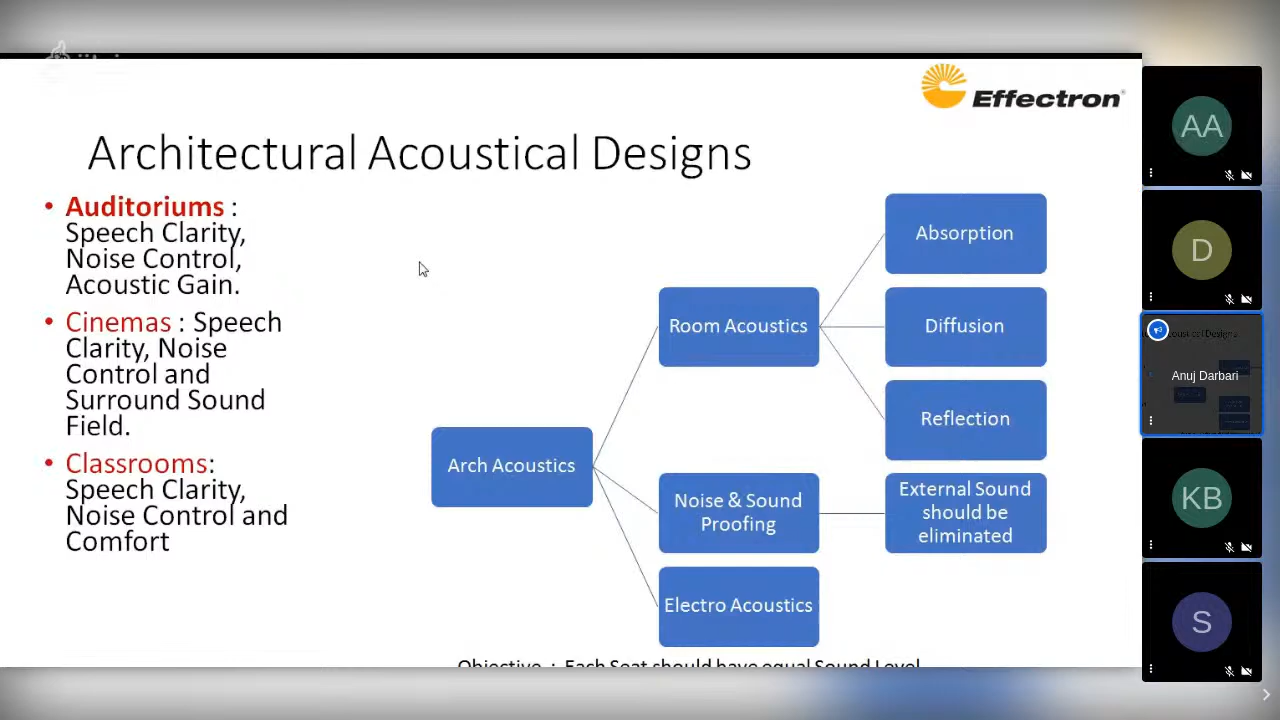 Effectron
Architectural Acoustical Designs
• Auditoriums :
Speech Clarity,
Noise Control,
Acoustic Gain.
• Cinemas : Speech
Clarity, Noise
Control and
Surround Sound
Field.
• Classrooms:
Speech Clarity,
Noise Control and
Comfort
Arch Acoustics
Room Acoustics
Noise & Sound
Proofing
Electro Acoustics
Absorption
Diffusion
Reflection
External Sound
should be
eliminated
Objective : Each Seat should have equal Sound Level
AA
D
Anuj Darbari
KB
S